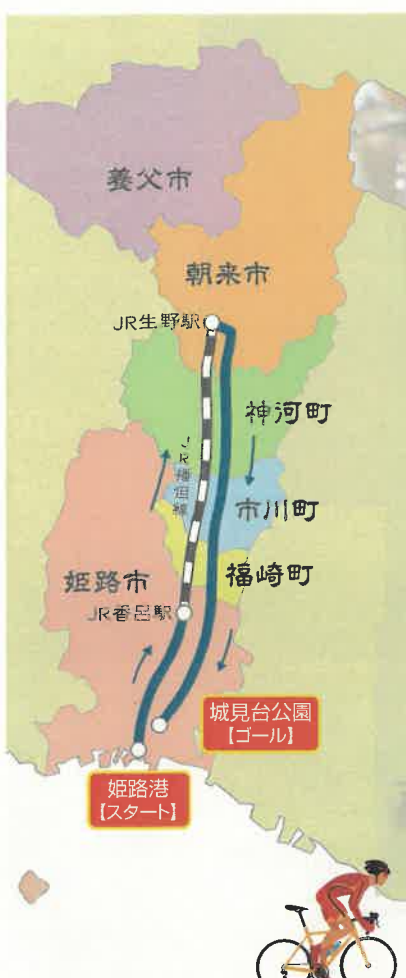 養父市
朝来市
JR生野駅
神河町
JR播但線
市川町
福崎町
姫路市
JR香呂駅
城見台公園
【ゴール】
姫路港
【スタート】